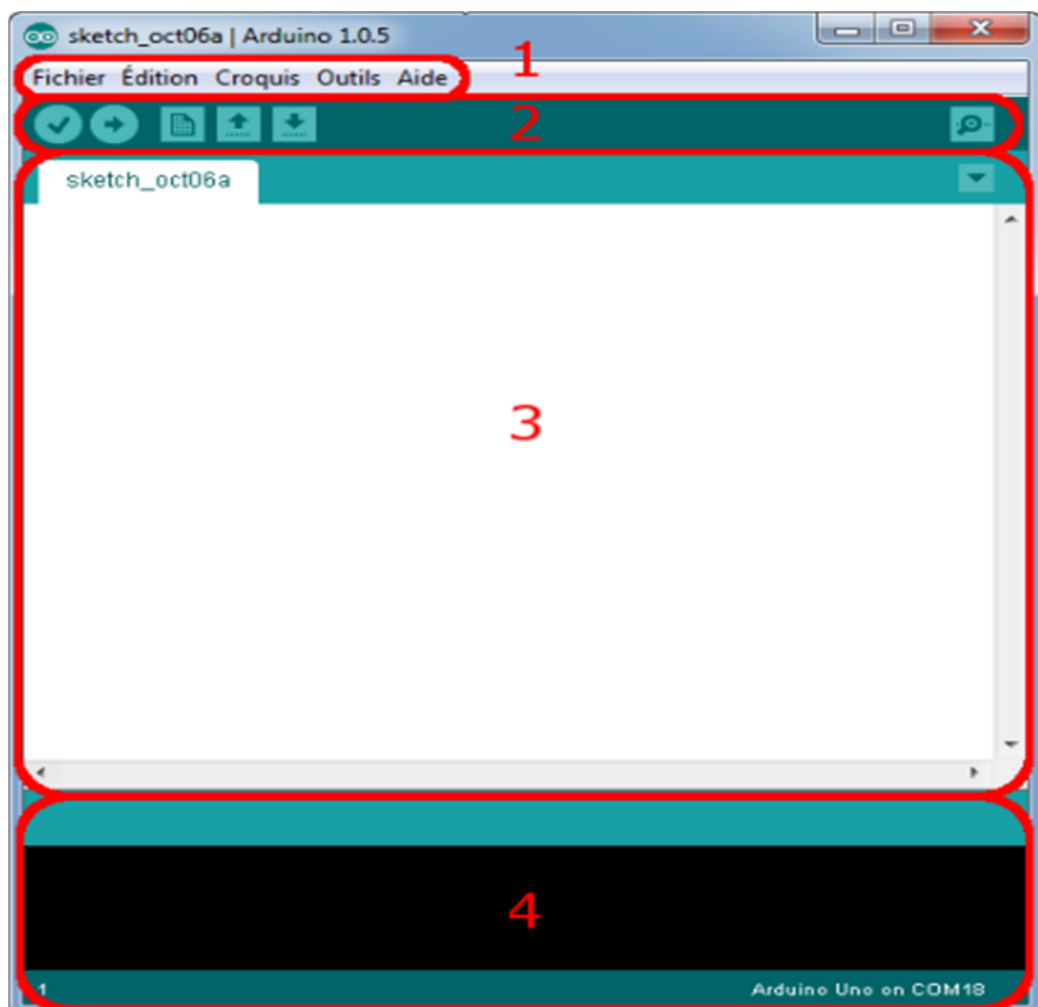 sketch_oct06a | Arduino 1.0.5
1
Fichier Édition Croquis Outils Aide
2
sketch_oct06a
3
4
1 Arduino Uno on COM18